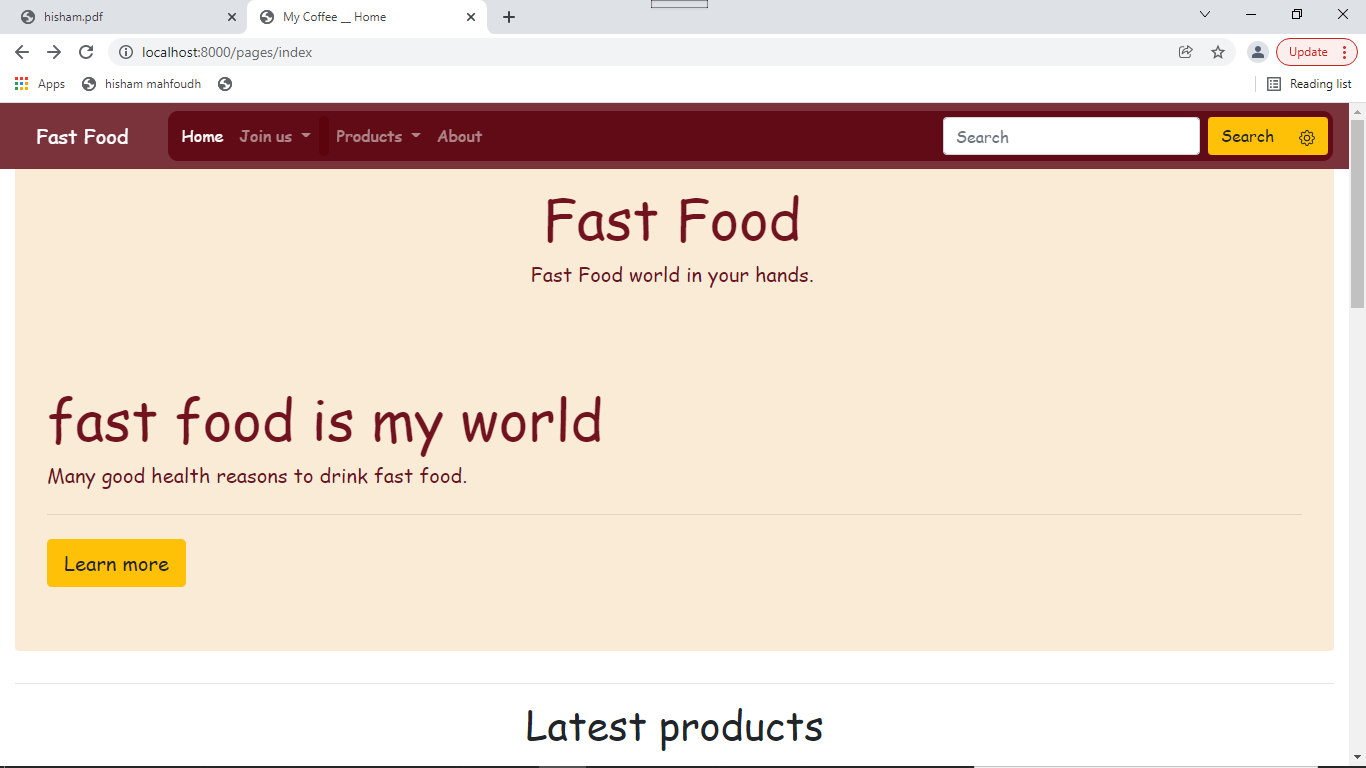 hisham.pdf
My Coffee __ Home
localhost:8000/pages/index
Update
Apps
hisham mahfoudh
Reading list
Fast Food
Home
Join us
Products
About
Search
Search
Fast Food
Fast Food world in your hands.
fast food is my world
Many good health reasons to drink fast food.
Learn more
Latest products